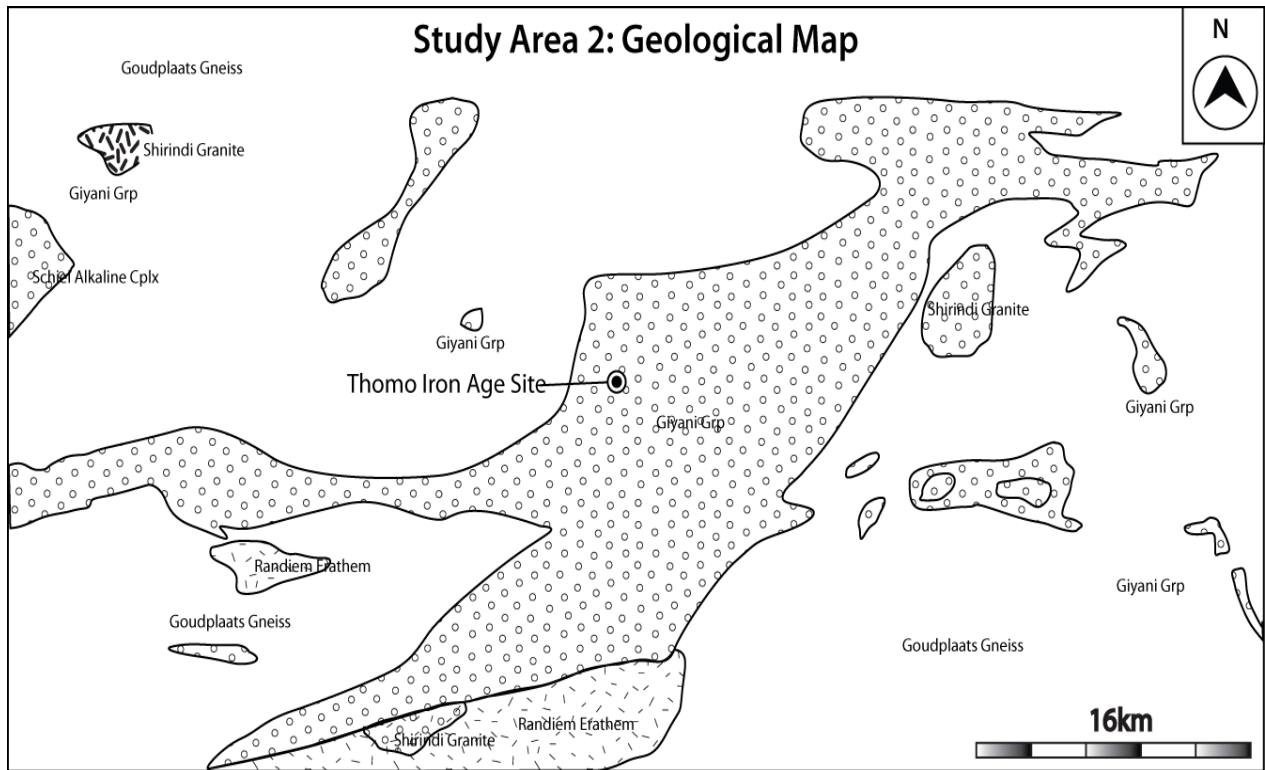 Study Area 2: Geological Map
N
Goudplaats Gneiss
Shirindi Granite
Giyani Grp
Schiel Alkaline Cplx
Shirindi Granite
Giyani Grp
Thomo Iron Age Site
Giyani Grp
Giyani Grp
Randiem Erathem
Giyani Grp
Goudplaats Gneiss
Goudplaats Gneiss
Randiem Erathem
Shirindi Granite
16km